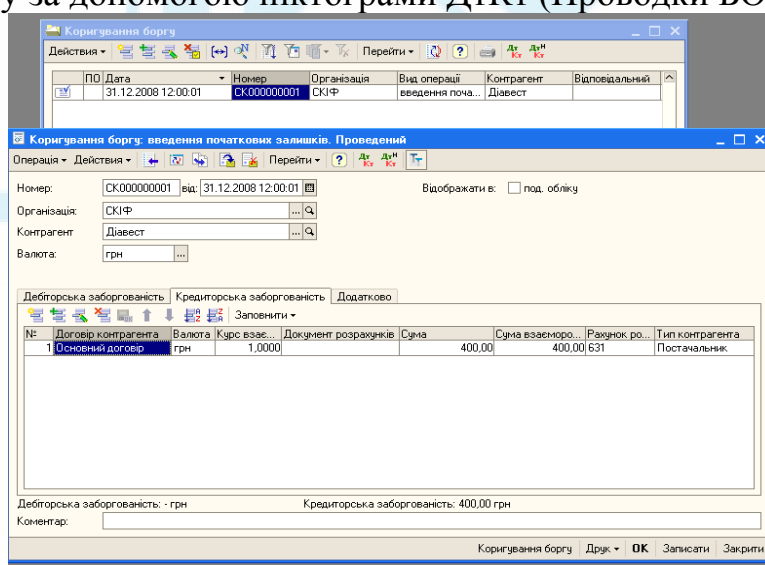 у за допомогою піктограми ДтКт (Проводки БО
Коригування боргу
Действия Перейти ?
ПО Дата Номер Організація Вид операції Контрагент Відповідальний
31.12.2008 12:00:01 СК000000001 СКІФ введення поча... Діавест
Коригування боргу: введення початкових залишків. Проведений
Операція Действия Перейти ?
Номер: СК000000001 від: 31.12.2008 12:00:01 Відображати в: под. обліку
Організація: СКІФ ...
Контрагент Діавест ...
Валюта: грн ...
Дебіторська заборгованість Кредиторська заборгованість Додатково
Заповнити
№ Договір контрагента Валюта Курс взає... Документ розрахунків Сума Сума взаєморо... Рахунок ро... Тип контрагента
1 Основний договір грн 1,0000 400,00 400,00 631 Постачальник
Дебіторська заборгованість: - грн Кредиторська заборгованість: 400,00 грн
Коментар:
Коригування боргу Друк ОК Записати Закрити